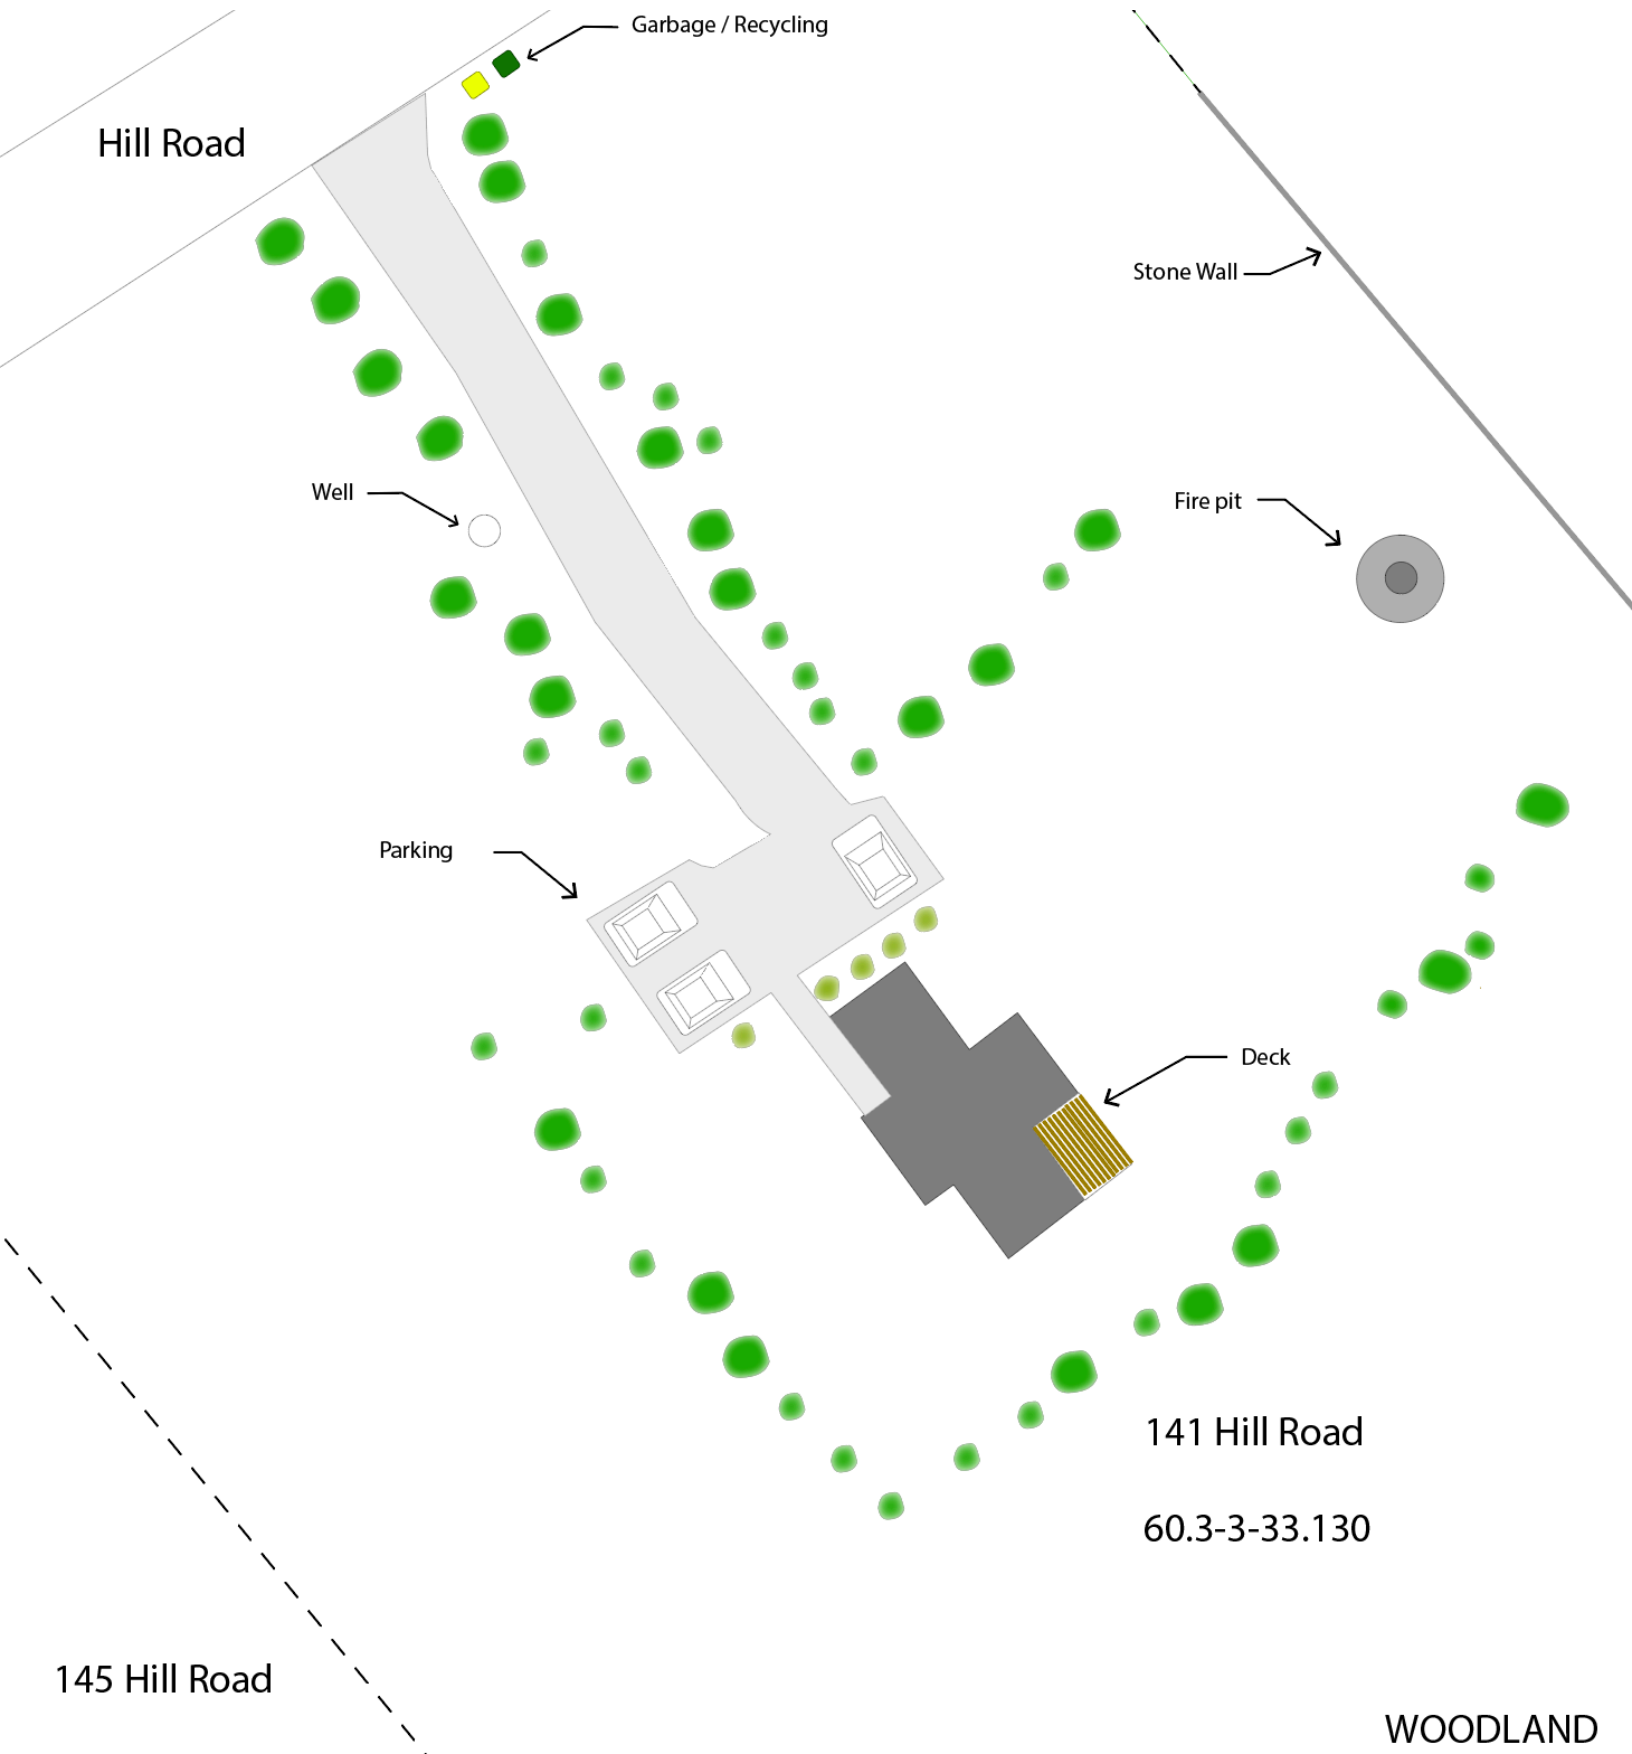 Garbage / Recycling
Hill Road
Stone Wall
Well
Fire pit
Parking
Deck
141 Hill Road
60.3-3-33.130
145 Hill Road
WOODLAND